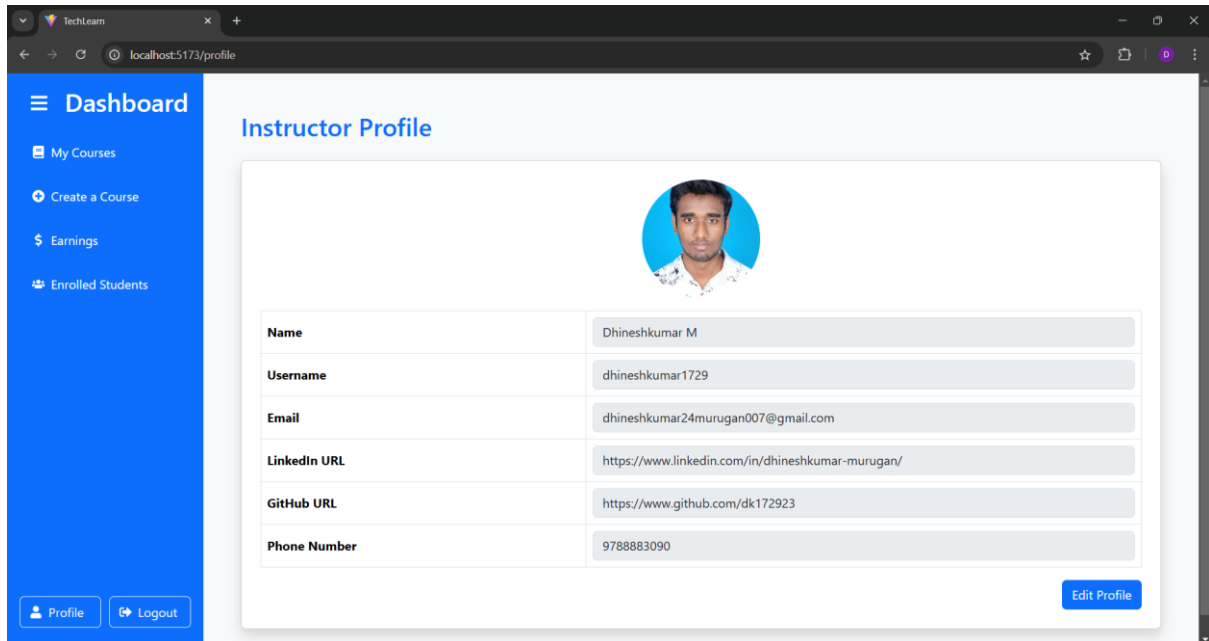 TechLearn
localhost:5173/profile
D
Dashboard
My Courses
Create a Course
$ Earnings
Enrolled Students
Profile
Logout
Instructor Profile
Name Dhineshkumar M
Username dhineshkumar1729
Email dhineshkumar24murugan007@gmail.com
LinkedIn URL https://www.linkedin.com/in/dhineshkumar-murugan/
GitHub URL https://www.github.com/dk172923
Phone Number 9788883090
Edit Profile